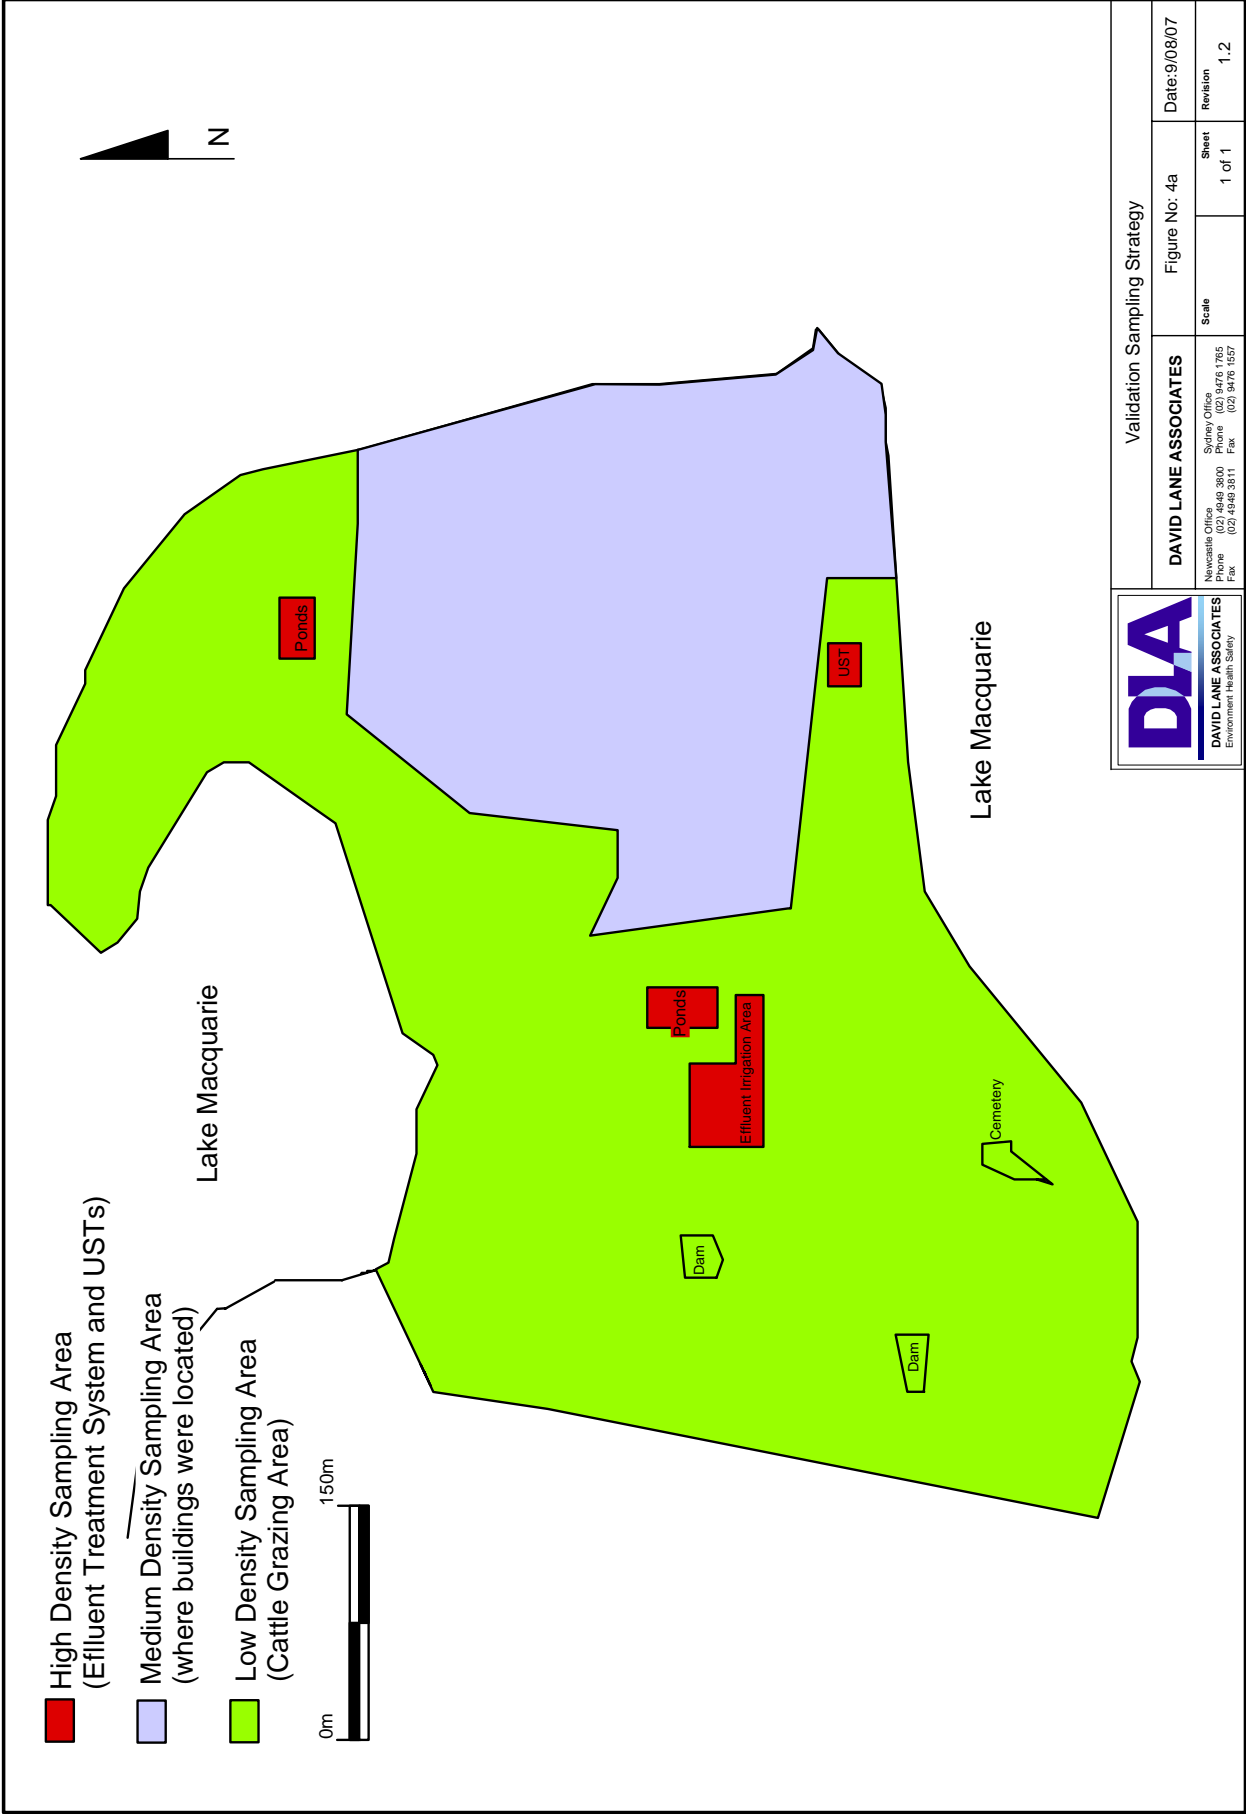 High Density Sampling Area
(Eflluent Treatment System and USTs)
Medium Density Sampling Area
(where buildings were located)
Low Density Sampling Area
(Cattle Grazing Area)
0m
150m
N
Lake Macquarie
Ponds
Ponds
Effluent Irrigation Area
UST
Dam
Dam
Cemetery
Lake Macquarie
DLA
DAVID LANE ASSOCIATES
Environment Health Safety
Validation Sampling Strategy
DAVID LANE ASSOCIATES
Figure No: 4a
Date:9/08/07
Newcastle Office
Phone (02) 4949 3800
Fax (02) 4949 3811
Sydney Office
Phone (02) 9476 1765
Fax (02) 9476 1557
Scale
Sheet
1 of 1
Revision
1.2